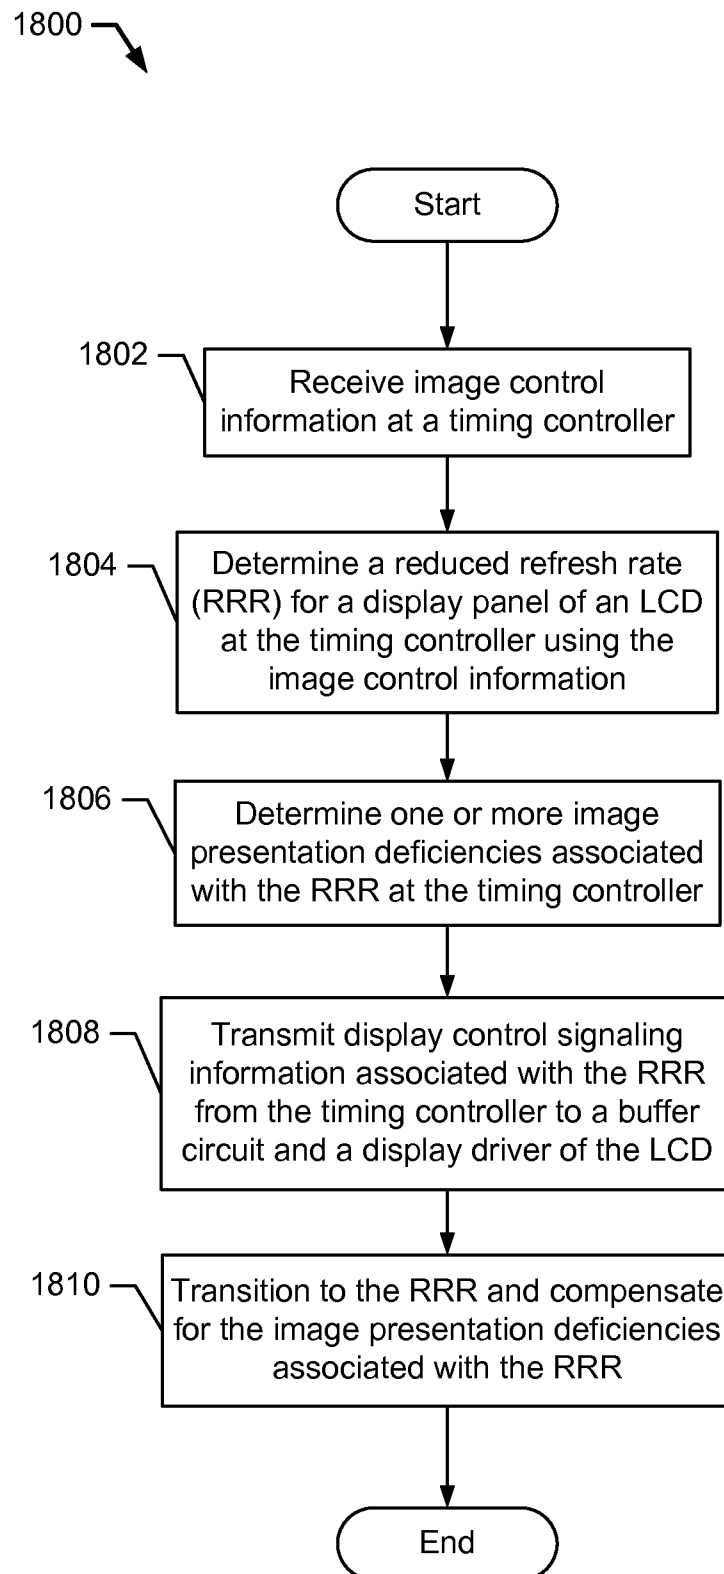 1800
Start
1802
Receive image control
information at a timing controller
1804
Determine a reduced refresh rate
(RRR) for a display panel of an LCD
at the timing controller using the
image control information
1806
Determine one or more image
presentation deficiencies associated
with the RRR at the timing controller
1808
Transmit display control signaling
information associated with the RRR
from the timing controller to a buffer
circuit and a display driver of the LCD
1810
Transition to the RRR and compensate
for the image presentation deficiencies
associated with the RRR
End